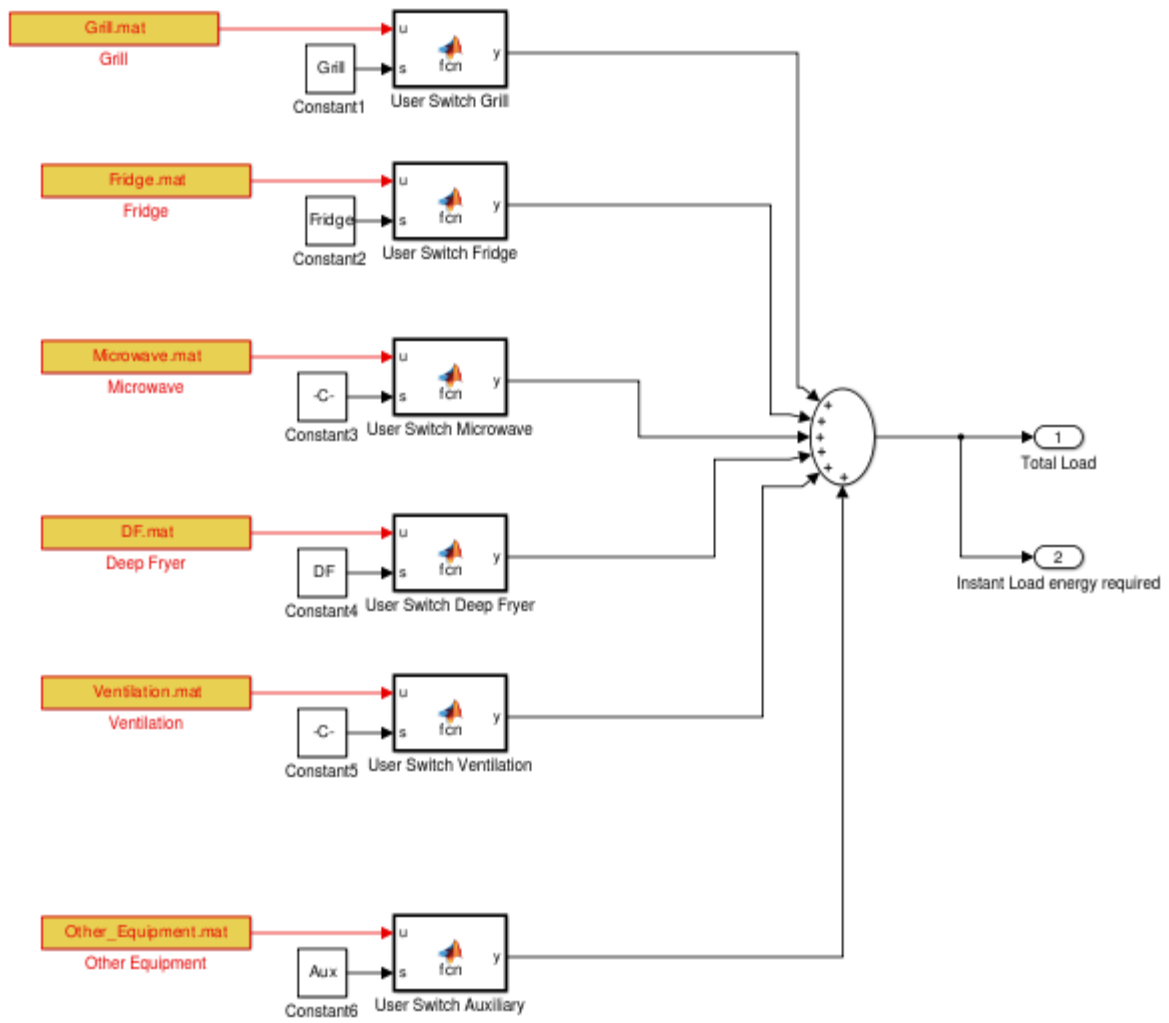 Grill.mat
Grill
u
Grill
s
fcn
y
Constant1
User Switch Grill
Fridge.mat
Fridge
u
Fridge
s
fcn
y
Constant2
User Switch Fridge
Microwave.mat
Microwave
u
-C-
s
fcn
y
Constant3
User Switch Microwave
+
+
+
+
+
+
1
Total Load
DF.mat
Deep Fryer
u
DF
s
fcn
y
Constant4
User Switch Deep Fryer
2
Instant Load energy required
Ventilation.mat
Ventilation
u
-C-
s
fcn
y
Constant5
User Switch Ventilation
Other_Equipment.mat
Other Equipment
u
Aux
s
fcn
y
Constant6
User Switch Auxiliary